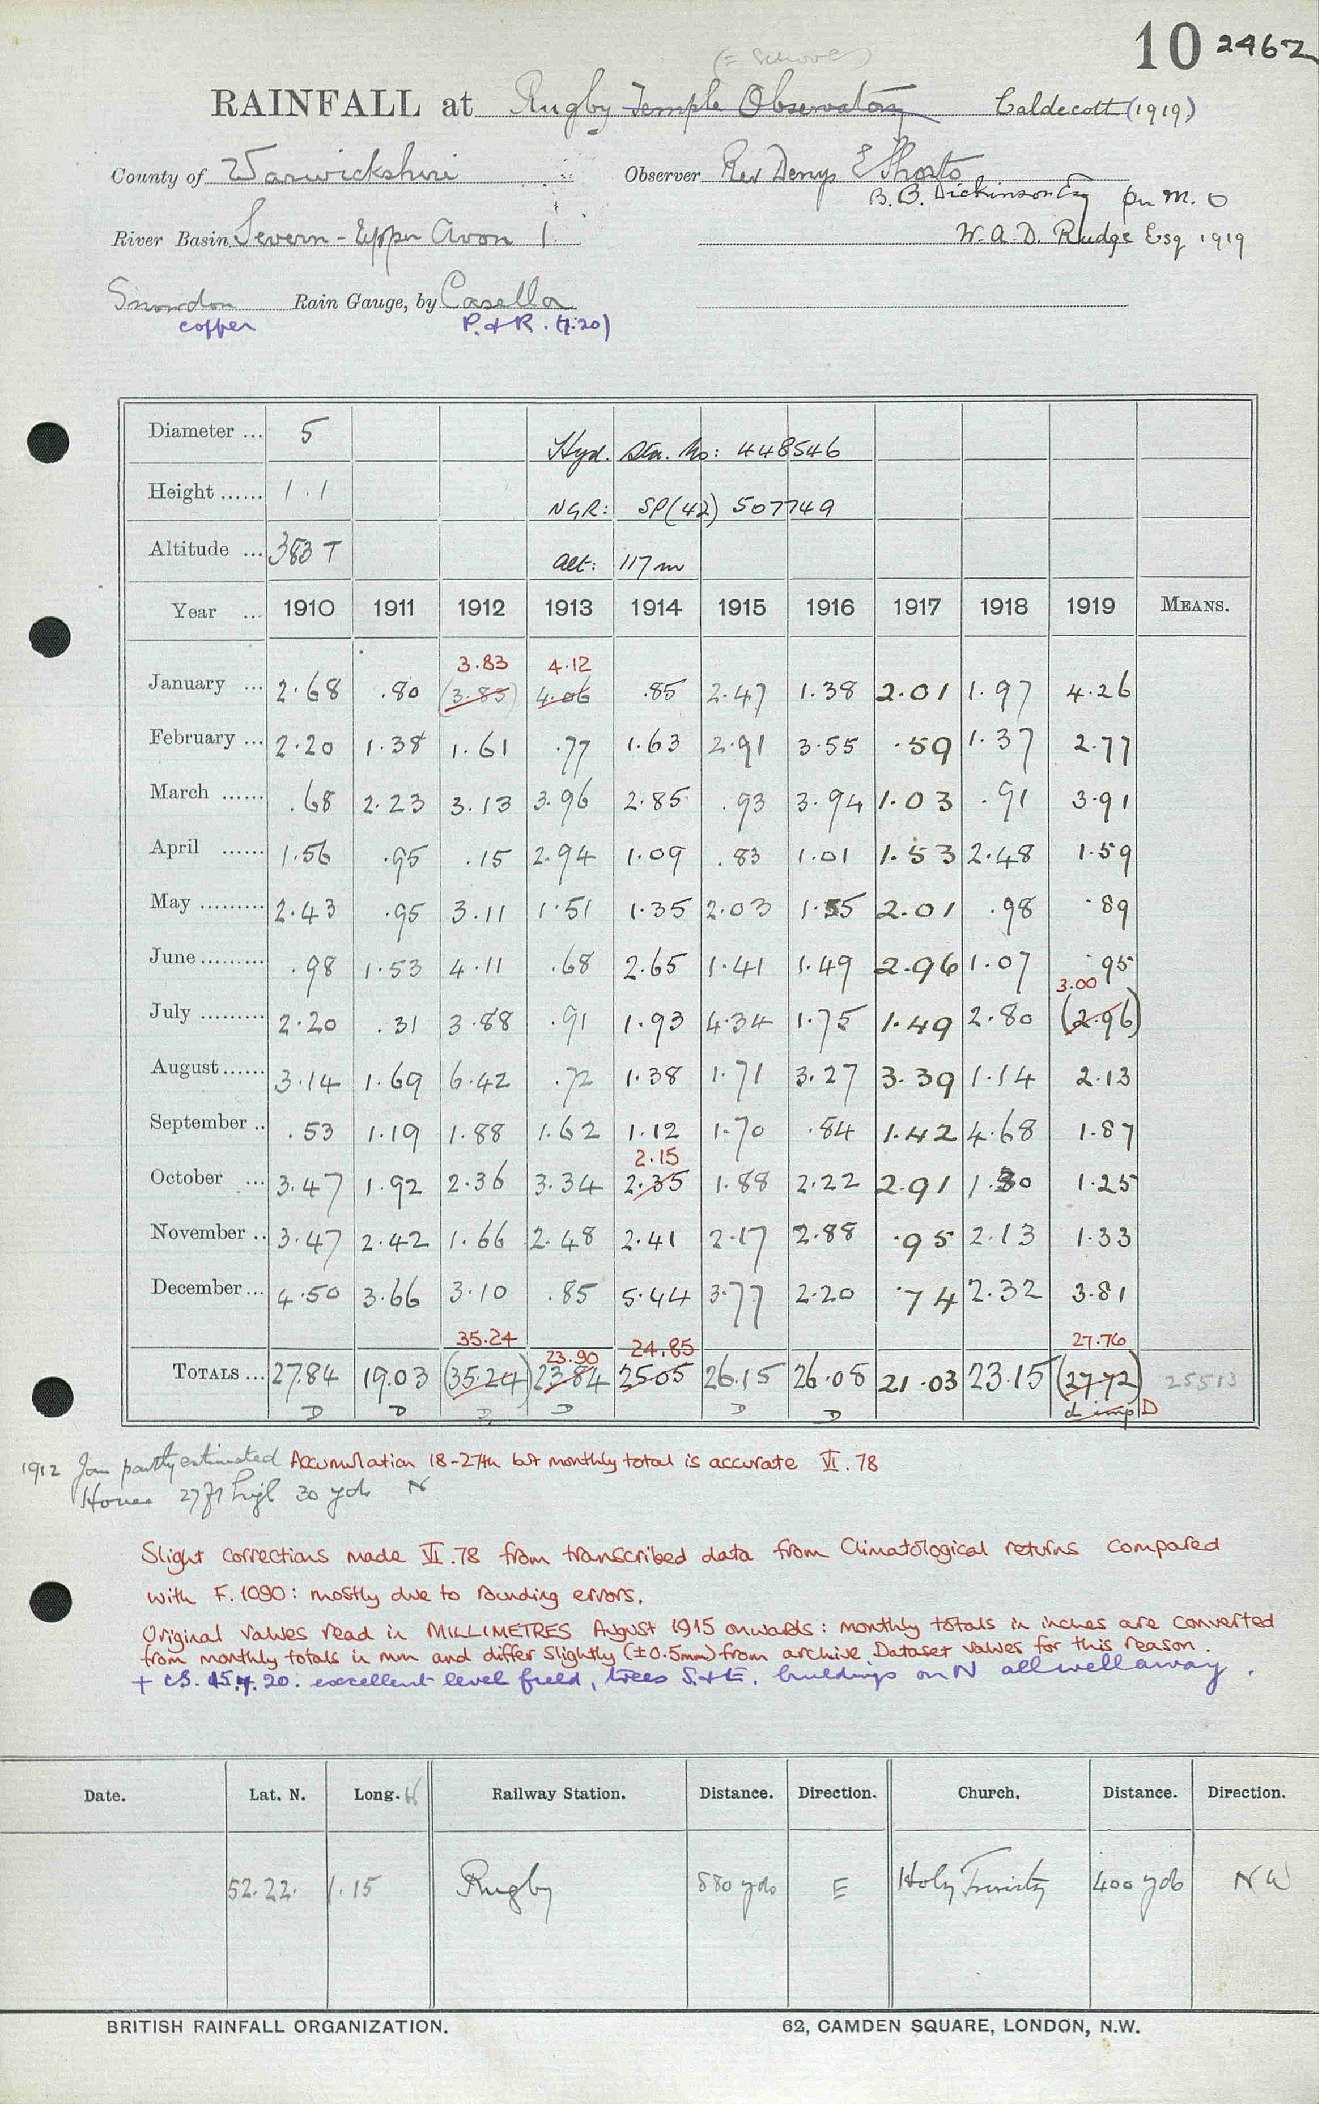 10 2462
(= School)
RAINFALL at Rugby Temple Observatory Caldecott (1919)
County of Warwickshire Observer Rev Denys E Shorto
B.B. Dickinson Esq per M.O
River Basin Severn - Upper Avon 1. W.A.D. Rudge Esq 1919
Snowdon Rain Gauge, by Casella
copper P. & R. (4.20)
Diameter ... 5 Hyd. Stn. No: 448546
Height ...... 1.1 NGR: SP(42) 507749
Altitude ... 383 T alt: 117m
Year ... 1910 1911 1912 1913 1914 1915 1916 1917 1918 1919 MEANS.
3.83 4.12
January ... 2.68 .80 (3.83) 4.06 .85 2.47 1.38 2.01 1.97 4.26
February ... 2.20 1.38 1.61 .77 1.63 2.91 3.55 .59 1.37 2.77
March ...... .68 2.23 3.13 3.96 2.85 .93 3.94 1.03 .91 3.91
April ...... 1.56 .95 .15 2.94 1.09 .83 1.01 1.53 2.48 1.59
May ......... 2.43 .95 3.11 1.51 1.35 2.03 1.55 2.01 .98 .89
June ......... .98 1.53 4.11 .68 2.65 1.41 1.49 2.96 1.07 .95
3.00
July ......... 2.20 .31 3.88 .91 1.93 4.34 1.75 1.49 2.80 (2.96)
August ...... 3.14 1.69 6.42 .72 1.38 1.71 3.27 3.39 1.14 2.13
September .. .53 1.19 1.88 1.62 1.12 1.70 .84 1.42 4.68 1.87
2.15
October ... 3.47 1.92 2.36 3.34 2.35 1.88 2.22 2.91 1.30 1.25
November .. 3.47 2.42 1.66 2.48 2.41 2.17 2.88 .95 2.13 1.33
December ... 4.50 3.66 3.10 .85 5.44 3.77 2.20 .74 2.32 3.81
35.24 23.90 24.85 27.76
TOTALS ... 27.84 19.03 (35.24) 23.84 25.05 26.15 26.08 21.03 23.15 (27.72) 25513
D D D D D D d imp D
1912 Jan partly estimated Accumulation 18-27th but monthly total is accurate VI.78
House 27ft high 30 yds N
Slight corrections made VI.78 from transcribed data from Climatological returns compared
with F.1090: mostly due to rounding errors.
Original values read in MILLIMETRES August 1915 onwards: monthly totals in inches are converted
from monthly totals in mm and differ slightly (±0.5mm) from archive Dataset values for this reason.
+ cs. 15.4.20. excellent level field, trees S. & E. buildings on N all well away.
Date. Lat. N. Long. W Railway Station. Distance. Direction. Church. Distance. Direction.
52.22. 1.15 Rugby 880 yds E Holy Trinity 400 yds NW
BRITISH RAINFALL ORGANIZATION. 62, CAMDEN SQUARE, LONDON, N.W.